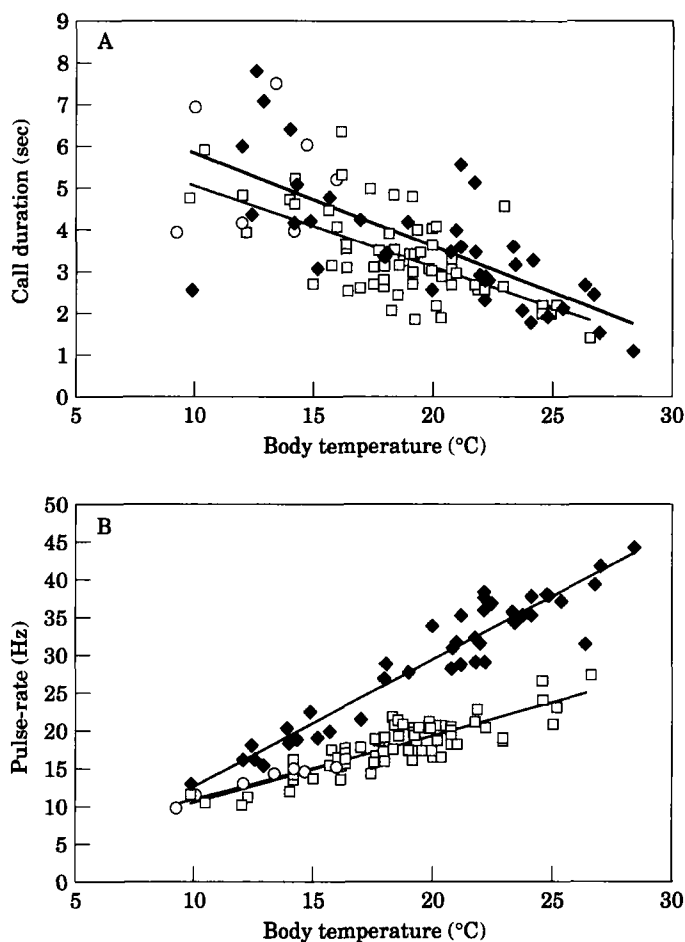 A
Call duration (sec)
9
8
7
6
5
4
3
2
1
0
5 10 15 20 25 30
Body temperature (°C)
B
Pulse-rate (Hz)
50
45
40
35
30
25
20
15
10
5
0
5 10 15 20 25 30
Body temperature (°C)